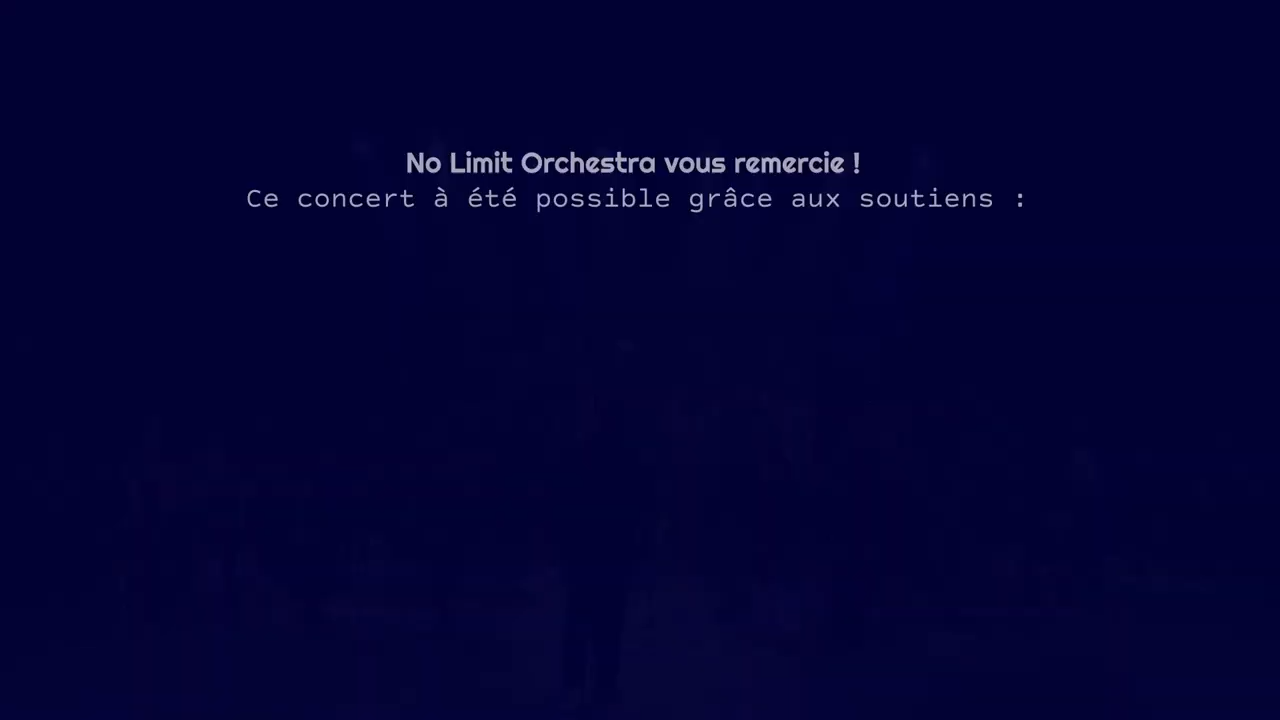 No Limit Orchestra vous remercie !
Ce concert à été possible grâce aux soutiens :